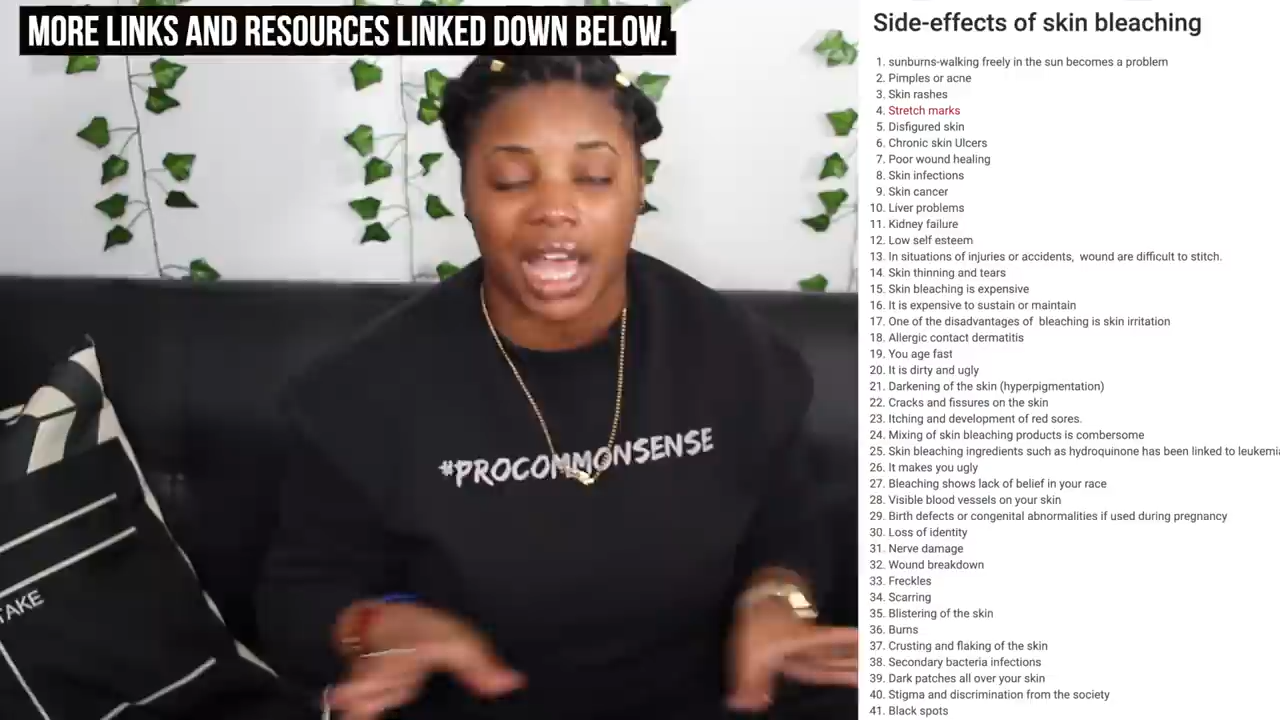 MORE LINKS AND RESOURCES LINKED DOWN BELOW.
Side-effects of skin bleaching
1. sunburns-walking freely in the sun becomes a problem
2. Pimples or acne
3. Skin rashes
4. Stretch marks
5. Disfigured skin
6. Chronic skin Ulcers
7. Poor wound healing
8. Skin infections
9. Skin cancer
10. Liver problems
11. Kidney failure
12. Low self esteem
13. In situations of injuries or accidents, wound are difficult to stitch.
14. Skin thinning and tears
15. Skin bleaching is expensive
16. It is expensive to sustain or maintain
17. One of the disadvantages of bleaching is skin irritation
18. Allergic contact dermatitis
19. You age fast
20. It is dirty and ugly
21. Darkening of the skin (hyperpigmentation)
22. Cracks and fissures on the skin
23. Itching and development of red sores.
24. Mixing of skin bleaching products is combersome
25. Skin bleaching ingredients such as hydroquinone has been linked to leukemi
26. It makes you ugly
27. Bleaching shows lack of belief in your race
28. Visible blood vessels on your skin
29. Birth defects or congenital abnormalities if used during pregnancy
30. Loss of identity
31. Nerve damage
32. Wound breakdown
33. Freckles
34. Scarring
35. Blistering of the skin
36. Burns
37. Crusting and flaking of the skin
38. Secondary bacteria infections
39. Dark patches all over your skin
40. Stigma and discrimination from the society
41. Black spots
#PROCOMMONSENSE
TAKE